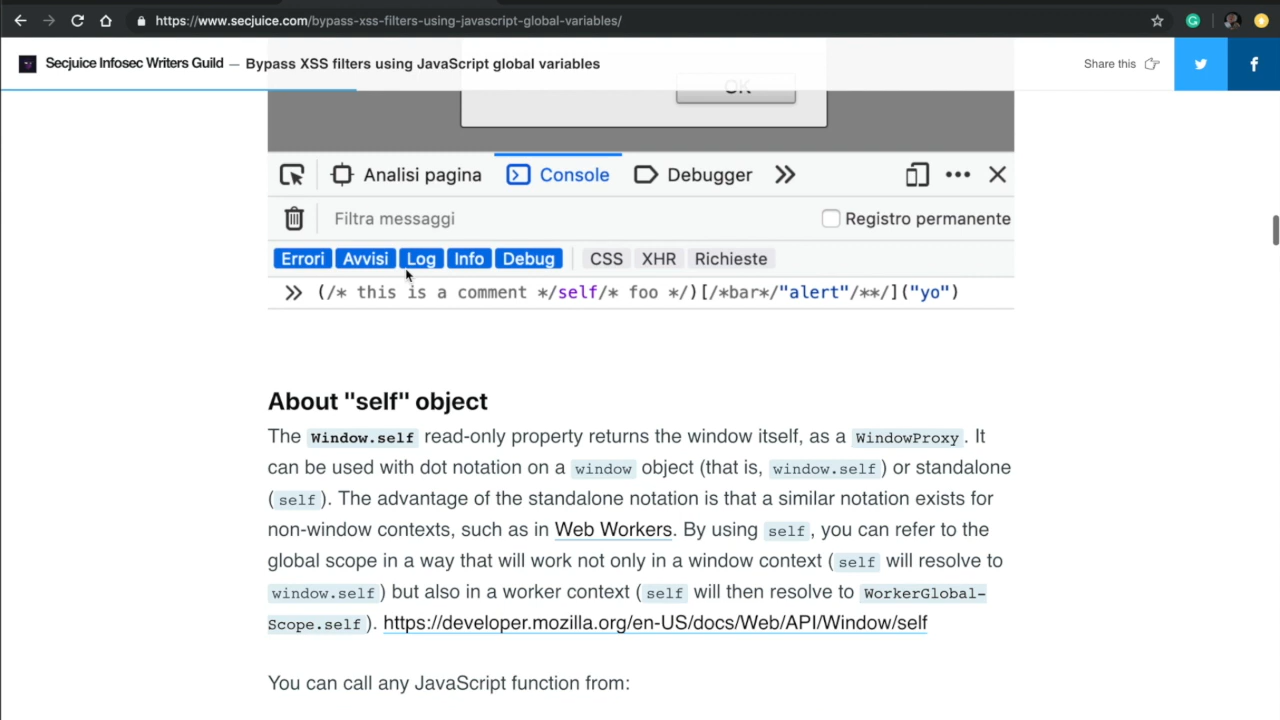 https://www.secjuice.com/bypass-xss-filters-using-javascript-global-variables/
Secjuice Infosec Writers Guild — Bypass XSS filters using JavaScript global variables
Share this
OK
Analisi pagina
Console
Debugger
Filtra messaggi
Registro permanente
Errori Avvisi Log Info Debug CSS XHR Richieste
(/* this is a comment */self/* foo */)[/*bar*/"alert"/**/]("yo")
About "self" object
The Window.self read-only property returns the window itself, as a WindowProxy. It
can be used with dot notation on a window object (that is, window.self) or standalone
(self). The advantage of the standalone notation is that a similar notation exists for
non-window contexts, such as in Web Workers. By using self, you can refer to the
global scope in a way that will work not only in a window context (self will resolve to
window.self) but also in a worker context (self will then resolve to WorkerGlobal-
Scope.self). https://developer.mozilla.org/en-US/docs/Web/API/Window/self
You can call any JavaScript function from: